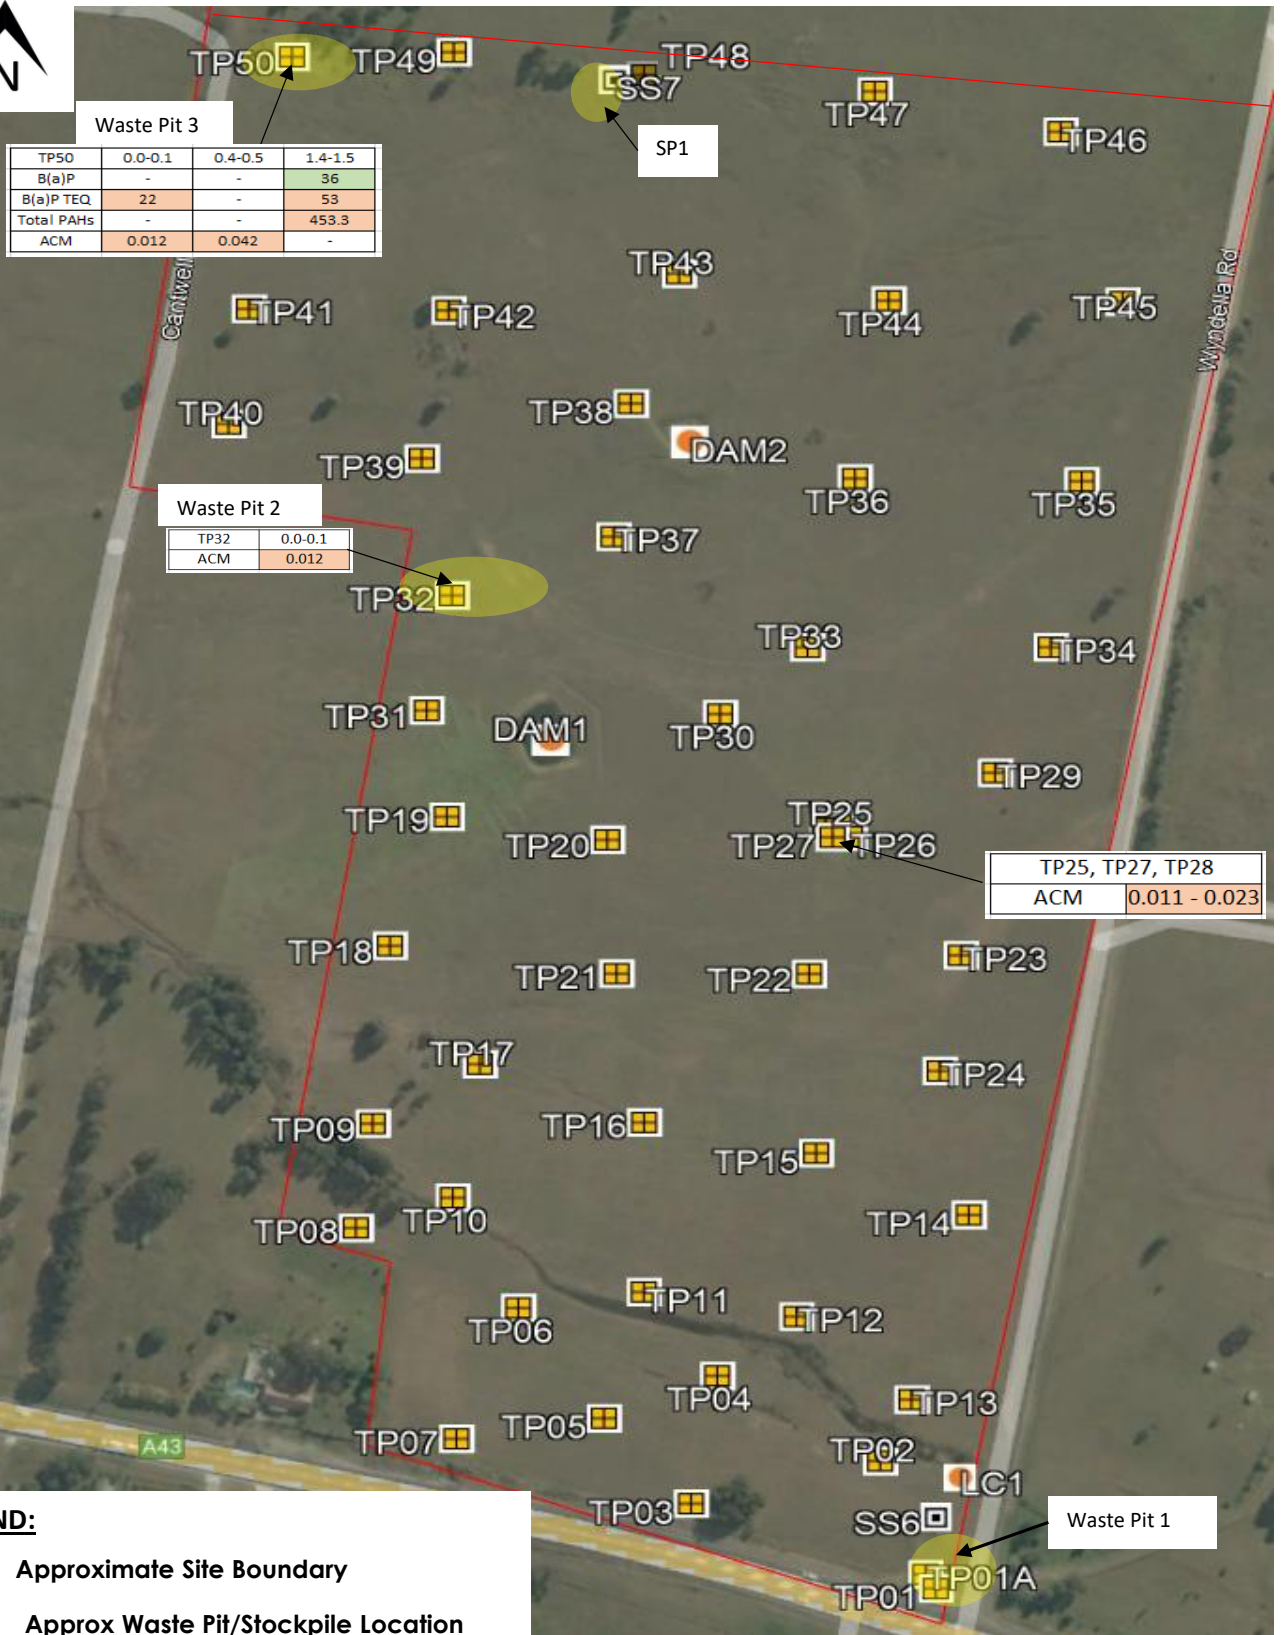 N
TP50
TP49
TP48
SS7
TP47
TP46
Waste Pit 3
SP1
TP50 0.0-0.1 0.4-0.5 1.4-1.5
B(a)P - - 36
B(a)P TEQ 22 - 53
Total PAHs - - 453.3
ACM 0.012 0.042 -
Cantwell
Wyndella Rd
TP43
TP41
TP42
TP44
TP45
TP40
TP38
DAM2
TP39
TP36
TP35
Waste Pit 2
TP32 0.0-0.1
ACM 0.012
TP37
TP32
TP33
TP34
TP31
DAM1
TP30
TP29
TP19
TP20
TP25
TP27
TP26
TP25, TP27, TP28
ACM 0.011 - 0.023
TP18
TP21
TP22
TP23
TP17
TP24
TP09
TP16
TP15
TP08
TP10
TP14
TP06
TP11
TP12
TP04
TP13
TP05
TP07
A43
TP02
LC1
TP03
SS6
Waste Pit 1
TP01A
TP01
ND:
Approximate Site Boundary
Approx Waste Pit/Stockpile Location